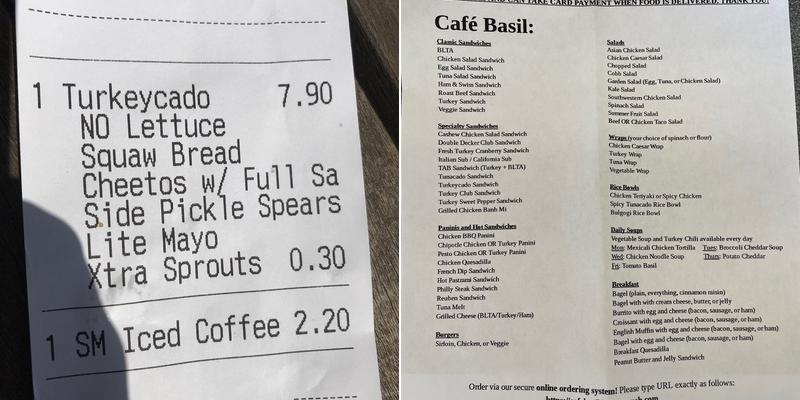 1 Turkeycado 7.90
NO Lettuce
Squaw Bread
Cheetos w/ Full Sa
Side Pickle Spears
Lite Mayo
Xtra Sprouts 0.30
1 SM Iced Coffee 2.20
AND CAN TAKE CARD PAYMENT WHEN FOOD IS DELIVERED. THANK YOU!
Café Basil:
Classic Sandwiches
BLTA
Chicken Salad Sandwich
Egg Salad Sandwich
Tuna Salad Sandwich
Ham & Swiss Sandwich
Roast Beef Sandwich
Turkey Sandwich
Veggie Sandwich
Specialty Sandwiches
Cashew Chicken Salad Sandwich
Double Decker Club Sandwich
Fresh Turkey Cranberry Sandwich
Italian Sub / California Sub
TAB Sandwich (Turkey + BLTA)
Tunacado Sandwich
Turkeycado Sandwich
Turkey Club Sandwich
Turkey Sweet Pepper Sandwich
Grilled Chicken Banh Mi
Paninis and Hot Sandwiches
Chicken BBQ Panini
Chipotle Chicken OR Turkey Panini
Pesto Chicken OR Turkey Panini
Chicken Quesadilla
French Dip Sandwich
Hot Pastrami Sandwich
Philly Steak Sandwich
Reuben Sandwich
Tuna Melt
Grilled Cheese (BLTA/Turkey/Ham)
Burgers
Sirloin, Chicken, or Veggie
Salads
Asian Chicken Salad
Chicken Caesar Salad
Chopped Salad
Cobb Salad
Garden Salad (Egg, Tuna, or Chicken Salad)
Kale Salad
Southwestern Chicken Salad
Spinach Salad
Summer Fruit Salad
Beef OR Chicken Taco Salad
Wraps (your choice of spinach or flour)
Chicken Caesar Wrap
Turkey Wrap
Tuna Wrap
Vegetable Wrap
Rice Bowls
Chicken Teriyaki or Spicy Chicken
Spicy Tunacado Rice Bowl
Bulgogi Rice Bowl
Daily Soups
Vegetable Soup and Turkey Chili available every day
Mon: Mexicali Chicken Tortilla Tues: Broccoli Cheddar Soup
Wed: Chicken Noodle Soup Thurs: Potato Cheddar
Fri: Tomato Basil
Breakfast
Bagel (plain, everything, cinnamon raisin)
Bagel with with cream cheese, butter, or jelly
Burrito with egg and cheese (bacon, sausage, or ham)
Croissant with egg and cheese (bacon, sausage, or ham)
English Muffin with egg and cheese (bacon, sausage, or ham)
Bagel with egg and cheese (bacon, sausage, or ham)
Breakfast Quesadilla
Peanut Butter and Jelly Sandwich
Order via our secure online ordering system! Please type URL exactly as follows: